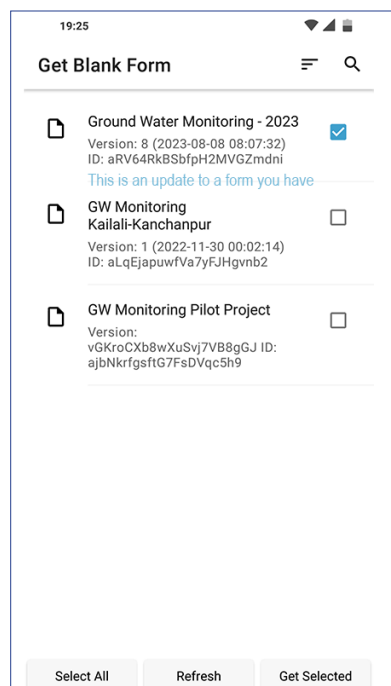 19:25
Get Blank Form
Ground Water Monitoring - 2023
Version: 8 (2023-08-08 08:07:32)
ID: aRV64RkBSbfpH2MVGZmdni
This is an update to a form you have
GW Monitoring
Kailali-Kanchanpur
Version: 1 (2022-11-30 00:02:14)
ID: aLqEjapuwfVa7yFJHgvnb2
GW Monitoring Pilot Project
Version:
vGKroCXb8wXuSvj7VB8gGJ ID:
ajbNkrfgsftG7FsDVqc5h9
Select All
Refresh
Get Selected